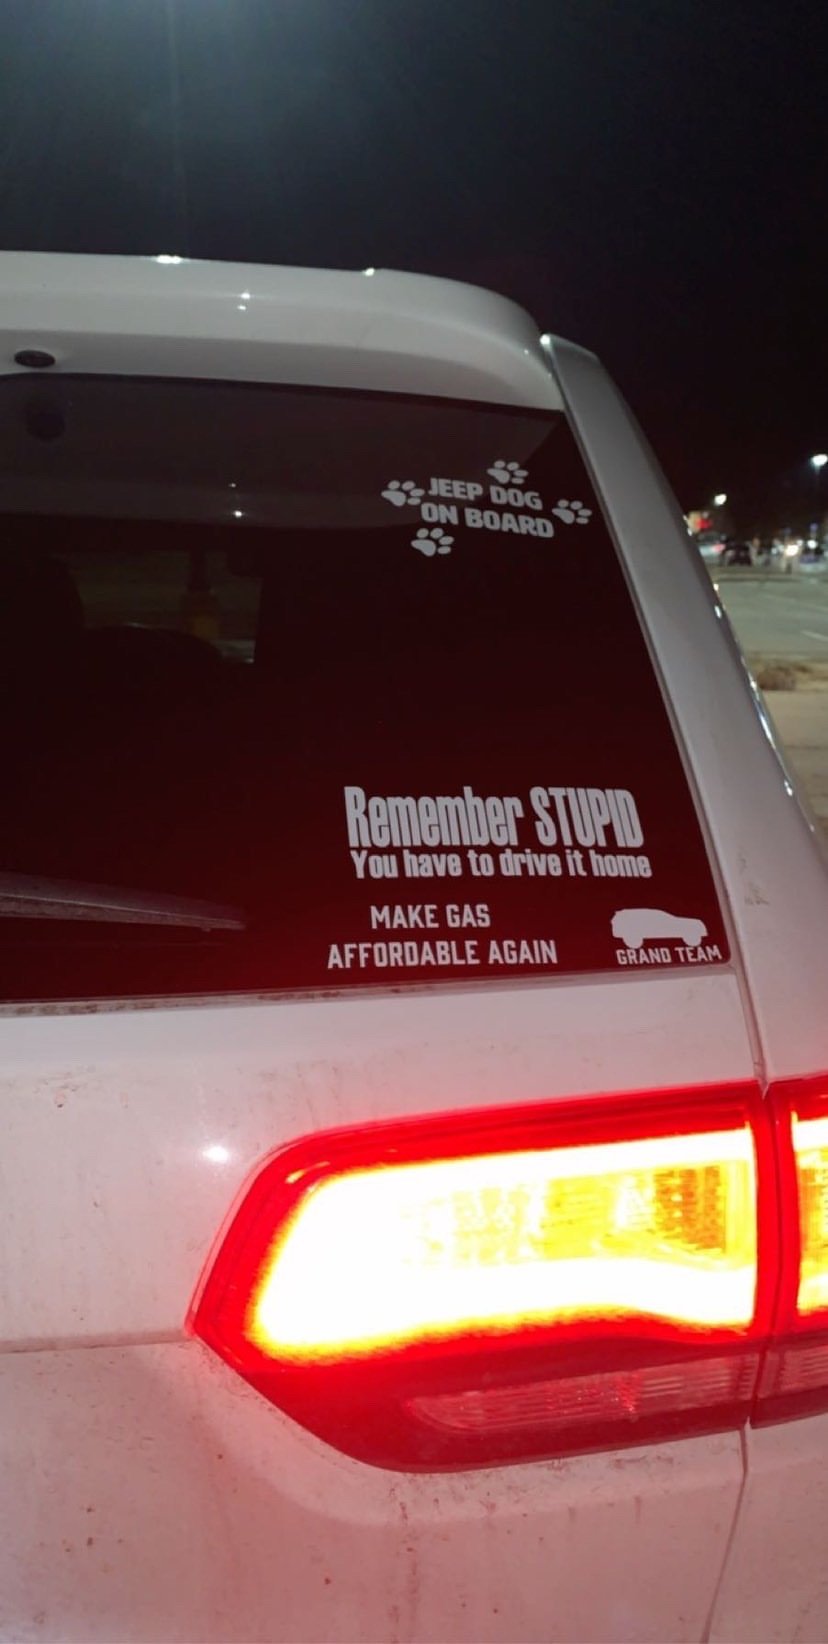 JEEP DOG
ON BOARD
Remember STUPID
You have to drive it home
MAKE GAS
AFFORDABLE AGAIN
GRAND TEAM